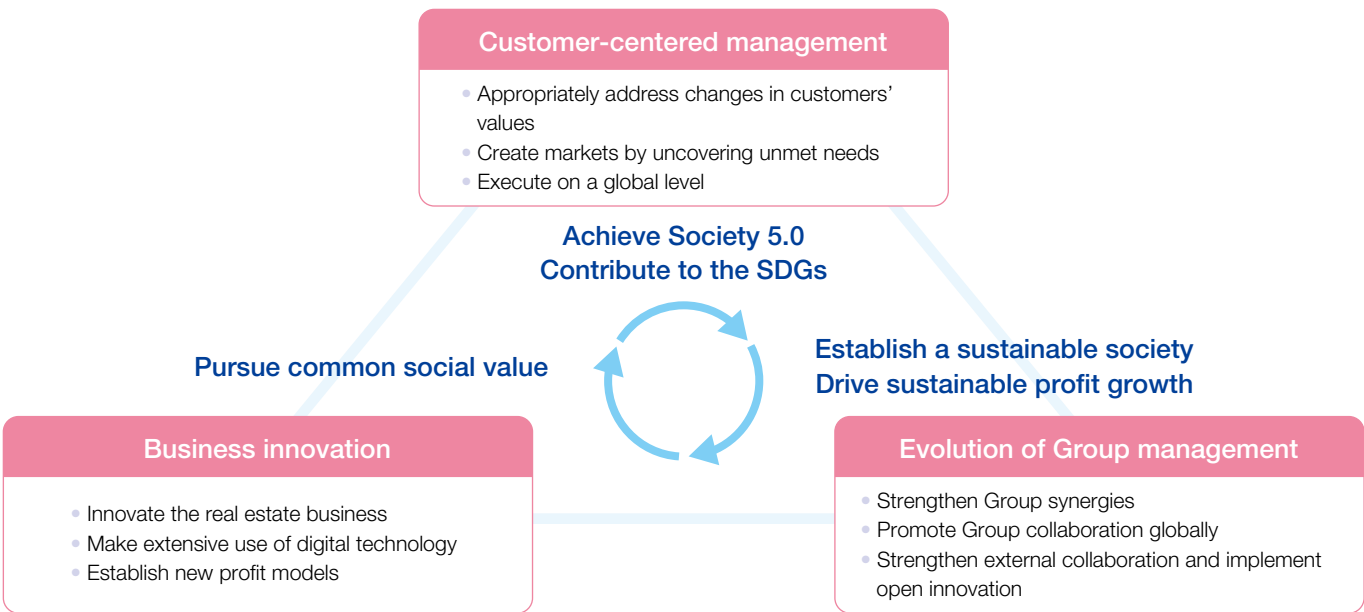 Customer-centered management
• Appropriately address changes in customers’
values
• Create markets by uncovering unmet needs
• Execute on a global level
Achieve Society 5.0
Contribute to the SDGs
Pursue common social value
Establish a sustainable society
Drive sustainable profit growth
Business innovation
• Innovate the real estate business
• Make extensive use of digital technology
• Establish new profit models
Evolution of Group management
• Strengthen Group synergies
• Promote Group collaboration globally
• Strengthen external collaboration and implement
open innovation